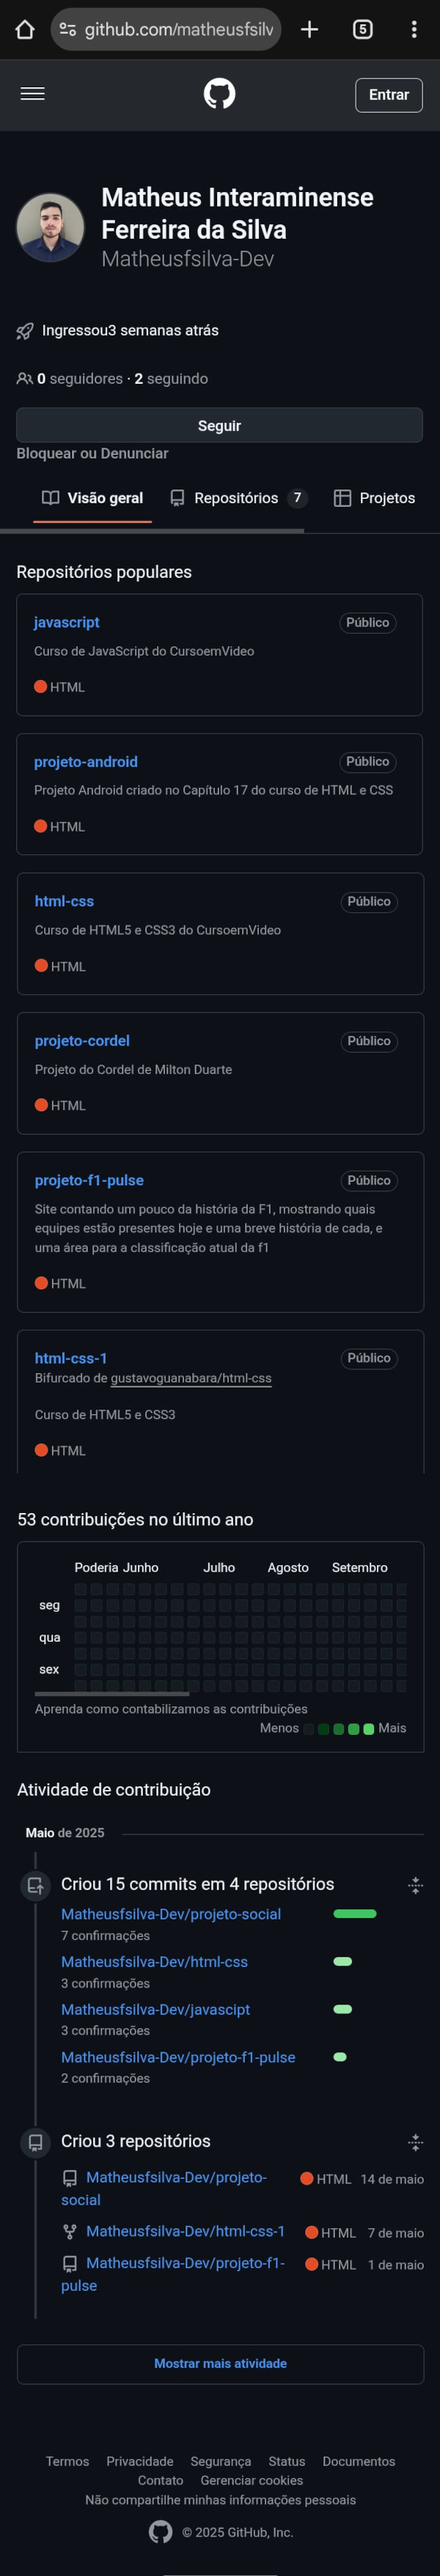 github.com/matheusfsilv
5
Entrar
Matheus Interaminense
Ferreira da Silva
Matheusfsilva-Dev
Ingressou3 semanas atrás
0 seguidores · 2 seguindo
Seguir
Bloquear ou Denunciar
Visão geral
Repositórios 7
Projetos
Repositórios populares
javascript
Público
Curso de JavaScript do CursoemVideo
HTML
projeto-android
Público
Projeto Android criado no Capítulo 17 do curso de HTML e CSS
HTML
html-css
Público
Curso de HTML5 e CSS3 do CursoemVideo
HTML
projeto-cordel
Público
Projeto do Cordel de Milton Duarte
HTML
projeto-f1-pulse
Público
Site contando um pouco da história da F1, mostrando quais
equipes estão presentes hoje e uma breve história de cada, e
uma área para a classificação atual da f1
HTML
html-css-1
Público
Bifurcado de gustavoguanabara/html-css
Curso de HTML5 e CSS3
HTML
53 contribuições no último ano
Poderia Junho Julho Agosto Setembro
seg
qua
sex
Aprenda como contabilizamos as contribuições
Menos Mais
Atividade de contribuição
Maio de 2025
Criou 15 commits em 4 repositórios
Matheusfsilva-Dev/projeto-social
7 confirmações
Matheusfsilva-Dev/html-css
3 confirmações
Matheusfsilva-Dev/javascipt
3 confirmações
Matheusfsilva-Dev/projeto-f1-pulse
2 confirmações
Criou 3 repositórios
Matheusfsilva-Dev/projeto-
social
HTML 14 de maio
Matheusfsilva-Dev/html-css-1
HTML 7 de maio
Matheusfsilva-Dev/projeto-f1-
pulse
HTML 1 de maio
Mostrar mais atividade
Termos Privacidade Segurança Status Documentos
Contato Gerenciar cookies
Não compartilhe minhas informações pessoais
© 2025 GitHub, Inc.